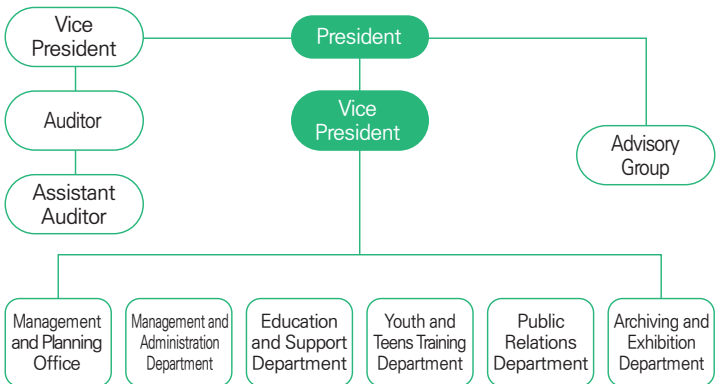 Vice
President
President
Auditor
Vice
President
Advisory
Group
Assistant
Auditor
Management
and Planning
Office
Management and
Administration
Department
Education
and Support
Department
Youth and
Teens Training
Department
Public
Relations
Department
Archiving and
Exhibition
Department